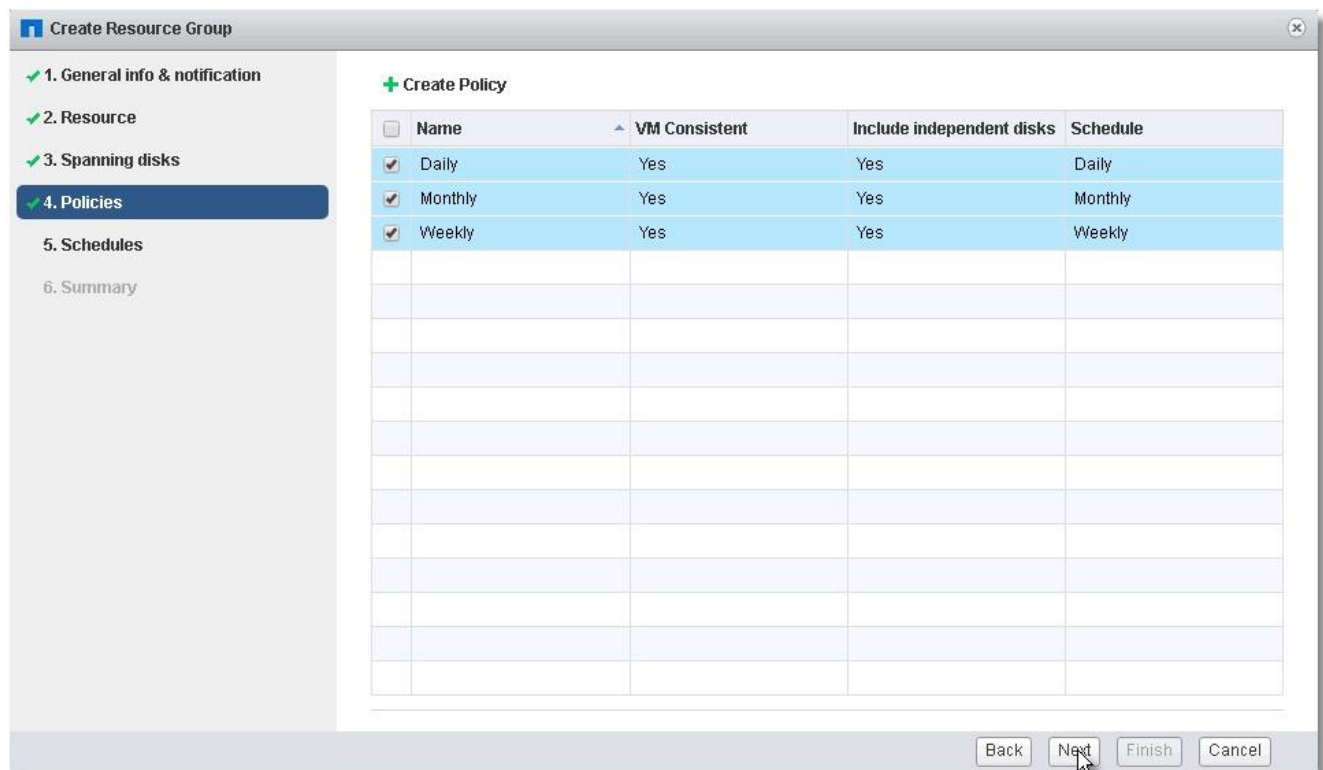 Create Resource Group
1. General info & notification
2. Resource
3. Spanning disks
4. Policies
5. Schedules
6. Summary
Create Policy
Name VM Consistent Include independent disks Schedule
Daily Yes Yes Daily
Monthly Yes Yes Monthly
Weekly Yes Yes Weekly
Back Next Finish Cancel